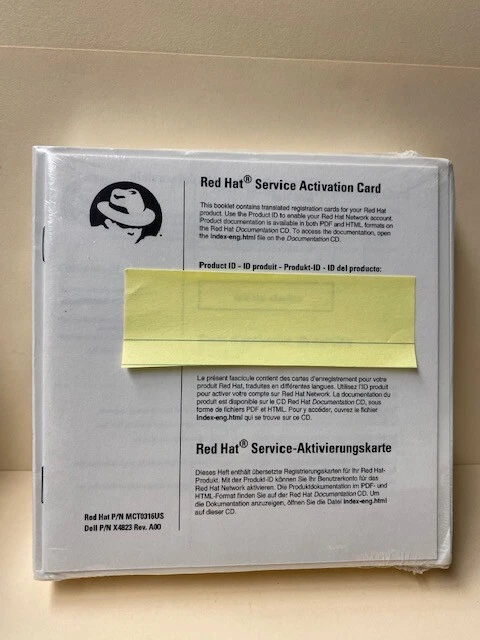 Red Hat® Service Activation Card
This booklet contains translated registration cards for your Red Hat
product. Use the Product ID to enable your Red Hat Network account.
Product documentation is available in both PDF and HTML formats on
the Red Hat Documentation CD. To access the documentation, open
the index-eng.html file on the Documentation CD.
Product ID - ID produit - Produkt-ID - ID del producto:
Le présent fascicule contient des cartes d'enregistrement pour votre
produit Red Hat, traduites en différentes langues. Utilisez l'ID produit
pour activer votre compte sur Red Hat Network. La documentation du
produit est disponible sur le CD Red Hat Documentation CD, sous
forme de fichiers PDF et HTML. Pour y accéder, ouvrez le fichier
index-eng.html qui se trouve sur ce CD.
Red Hat® Service-Aktivierungskarte
Dieses Heft enthält übersetzte Registrierungskarten für Ihr Red Hat-
Produkt. Mit der Produkt-ID können Sie Ihr Benutzerkonto für das
Red Hat Network aktivieren. Die Produktdokumentation im PDF- und
HTML-Format finden Sie auf der Red Hat Documentation CD. Um
die Dokumentation anzuzeigen, öffnen Sie die Datei index-eng.html
auf dieser CD.
Red Hat P/N MCT0316US
Dell P/N X4823 Rev. A00